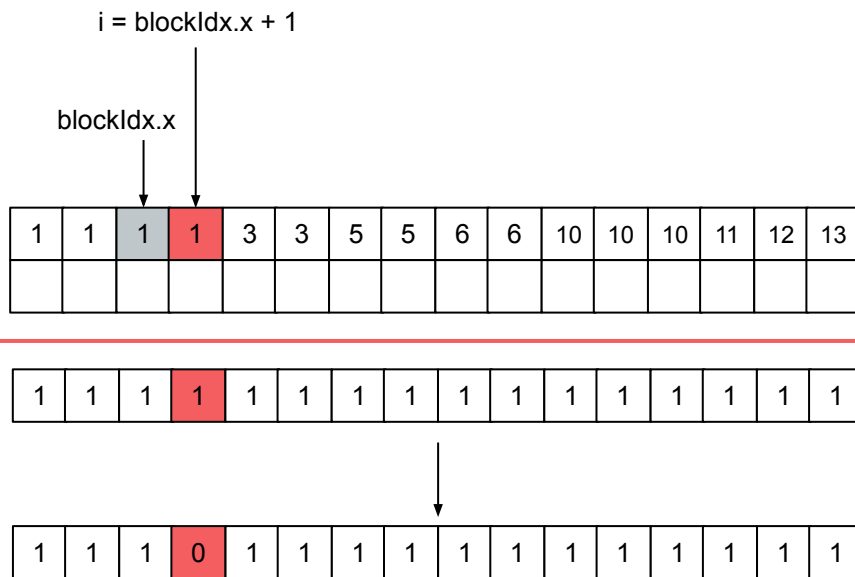 i = blockIdx.x + 1
blockIdx.x
1 1 1 1 3 3 5 5 6 6 10 10 10 11 12 13
1 1 1 1 1 1 1 1 1 1 1 1 1 1 1 1
1 1 1 0 1 1 1 1 1 1 1 1 1 1 1 1